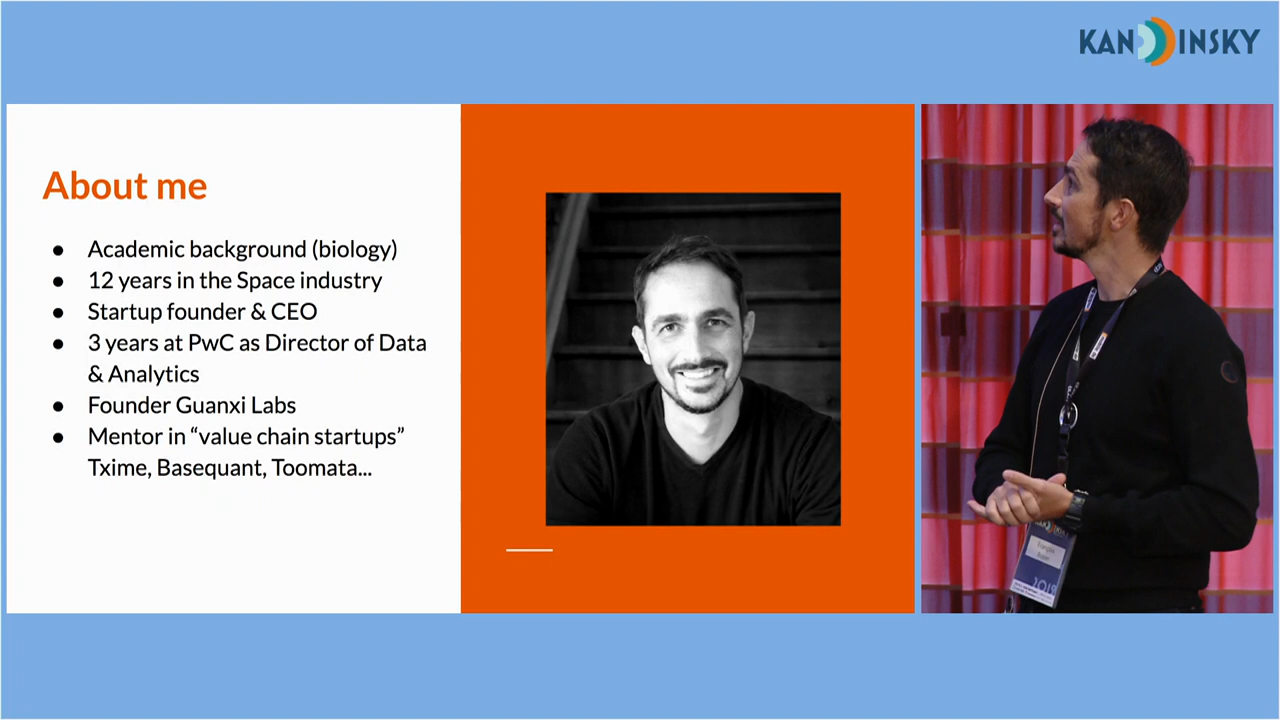 KANDINSKY
About me
● Academic background (biology)
● 12 years in the Space industry
● Startup founder & CEO
● 3 years at PwC as Director of Data
& Analytics
● Founder Guanxi Labs
● Mentor in “value chain startups”
Txime, Basequant, Toomata...